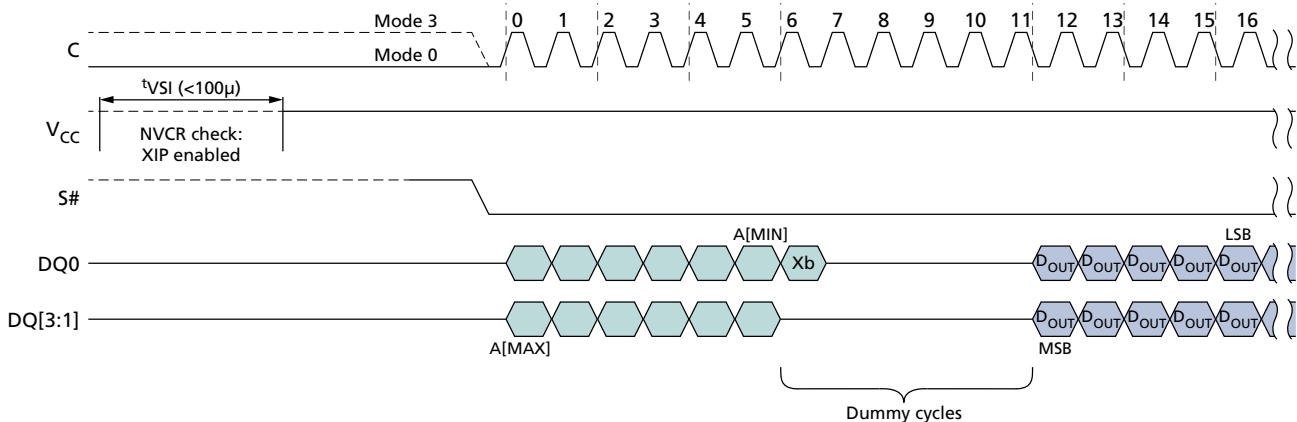 Mode 3
0 1 2 3 4 5 6 7 8 9 10 11 12 13 14 15 16
C
Mode 0
tVSI (<100µ)
VCC
NVCR check:
XIP enabled
S#
A[MIN]
LSB
DQ0
Xb
DOUT DOUT DOUT DOUT DOUT
DQ[3:1]
DOUT DOUT DOUT DOUT DOUT
A[MAX]
MSB
Dummy cycles